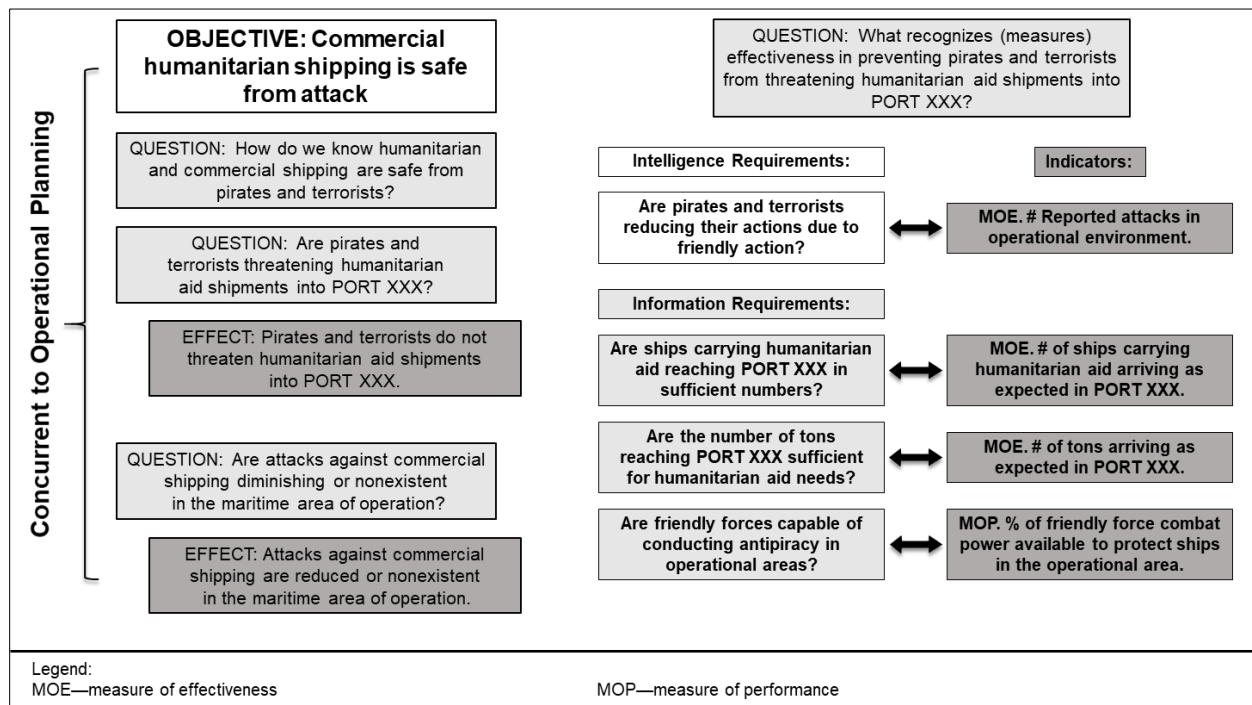 Concurrent to Operational Planning
OBJECTIVE: Commercial
humanitarian shipping is safe
from attack
QUESTION: How do we know humanitarian
and commercial shipping are safe from
pirates and terrorists?
QUESTION: Are pirates and
terrorists threatening humanitarian
aid shipments into PORT XXX?
EFFECT: Pirates and terrorists do not
threaten humanitarian aid shipments
into PORT XXX.
QUESTION: Are attacks against commercial
shipping diminishing or nonexistent
in the maritime area of operation?
EFFECT: Attacks against commercial
shipping are reduced or nonexistent
in the maritime area of operation.
QUESTION: What recognizes (measures)
effectiveness in preventing pirates and terrorists
from threatening humanitarian aid shipments into
PORT XXX?
Intelligence Requirements:
Indicators:
Are pirates and terrorists
reducing their actions due to
friendly action?
MOE. # Reported attacks in
operational environment.
Information Requirements:
Are ships carrying humanitarian
aid reaching PORT XXX in
sufficient numbers?
MOE. # of ships carrying
humanitarian aid arriving as
expected in PORT XXX.
Are the number of tons
reaching PORT XXX sufficient
for humanitarian aid needs?
MOE. # of tons arriving as
expected in PORT XXX.
Are friendly forces capable of
conducting antipiracy in
operational areas?
MOP. % of friendly force combat
power available to protect ships
in the operational area.
Legend:
MOE—measure of effectiveness
MOP—measure of performance